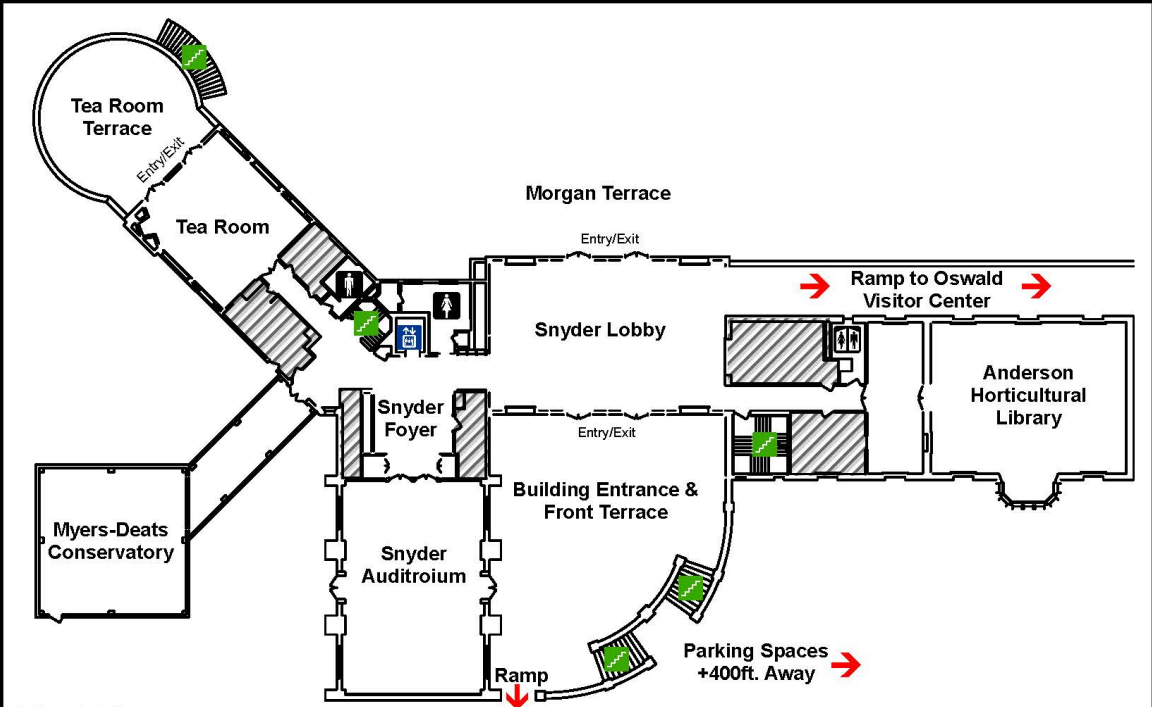 Tea Room
Terrace
Entry/Exit
Tea Room
Morgan Terrace
Entry/Exit
Ramp to Oswald
Visitor Center
Snyder Lobby
Anderson
Horticultural
Library
Snyder
Foyer
Entry/Exit
Building Entrance &
Front Terrace
Myers-Deats
Conservatory
Snyder
Auditroium
Parking Spaces
+400ft. Away
Ramp